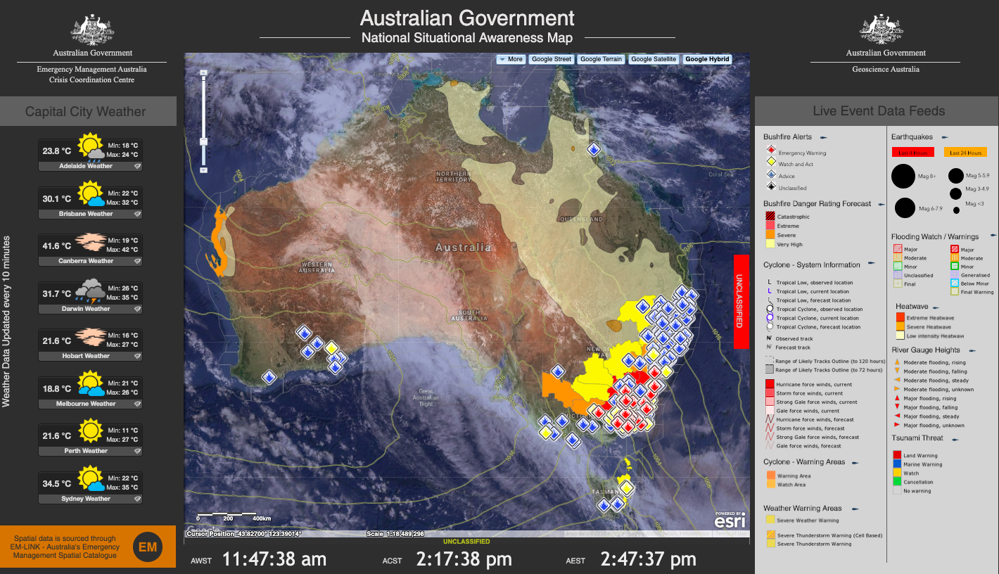 Australian Government
Emergency Management Australia
Crisis Coordination Centre
Australian Government
National Situational Awareness Map
Australian Government
Geoscience Australia
Capital City Weather
23.8 °C
Min: 18 °C
Max: 24 °C
Adelaide Weather
30.1 °C
Min: 22 °C
Max: 32 °C
Brisbane Weather
41.6 °C
Min: 19 °C
Max: 42 °C
Canberra Weather
31.7 °C
Min: 26 °C
Max: 35 °C
Darwin Weather
21.6 °C
Min: 16 °C
Max: 27 °C
Hobart Weather
18.8 °C
Min: 21 °C
Max: 26 °C
Melbourne Weather
21.6 °C
Min: 11 °C
Max: 27 °C
Perth Weather
34.5 °C
Min: 22 °C
Max: 35 °C
Sydney Weather
Weather Data Updated every 10 minutes
Spatial data is sourced through
EM-LINK - Australia's Emergency
Management Spatial Catalogue
EM
More
Google Street
Google Terrain
Google Satellite
Google Hybrid
1008
1004
NORTHERN
TERRITORY
Coral Sea
QUEENSLAND
Australia
WESTERN
AUSTRALIA
SOUTH
AUSTRALIA
Great
Australian
Bight
1016
1016
1016
1004
1008
UNCLASSIFIED
0 200 400km
Google
POWERED BY
esri
Cursor Position -43.82700° 123.39014°
Scale 1:18,489,298
UNCLASSIFIED
AWST 11:47:38 am
ACST 2:17:38 pm
AEST 2:47:37 pm
Live Event Data Feeds
Bushfire Alerts
Emergency Warning
Watch and Act
Advice
Unclassified
Bushfire Danger Rating Forecast
Catastrophic
Extreme
Severe
Very High
Cyclone - System Information
Tropical Low, observed location
Tropical Low, current location
Tropical Low, forecast location
Tropical Cyclone, observed location
Tropical Cyclone, current location
Tropical Cyclone, forecast location
Observed track
Forecast track
Range of Likely Tracks Outline (to 120 hours)
Range of Likely Tracks Outline (to 72 hours)
Hurricane force winds, current
Storm force winds, current
Strong Gale force winds, current
Gale force winds, current
Hurricane force winds, forecast
Storm force winds, forecast
Strong Gale force winds, forecast
Gale force winds, forecast
Cyclone - Warning Areas
Warning Area
Watch Area
Weather Warning Areas
Severe Weather Warning
Severe Thunderstorm Warning (Cell Based)
Severe Thunderstorm Warning
Earthquakes
Last 4 Hours
Last 24 Hours
Mag 8+
Mag 5-5.9
Mag 3-4.9
Mag 6-7.9
Mag <3
Flooding Watch / Warnings
Major
Moderate
Minor
Unclassified
Final
Major
Moderate
Minor
Generalised
Below Minor
Final Warning
Heatwave
Extreme Heatwave
Severe Heatwave
Low intensity Heatwave
River Gauge Heights
Moderate flooding, rising
Moderate flooding, falling
Moderate flooding, steady
Moderate flooding, unknown
Major flooding, rising
Major flooding, falling
Major flooding, steady
Major flooding, unknown
Tsunami Threat
Land Warning
Marine Warning
Watch
Cancellation
No warning